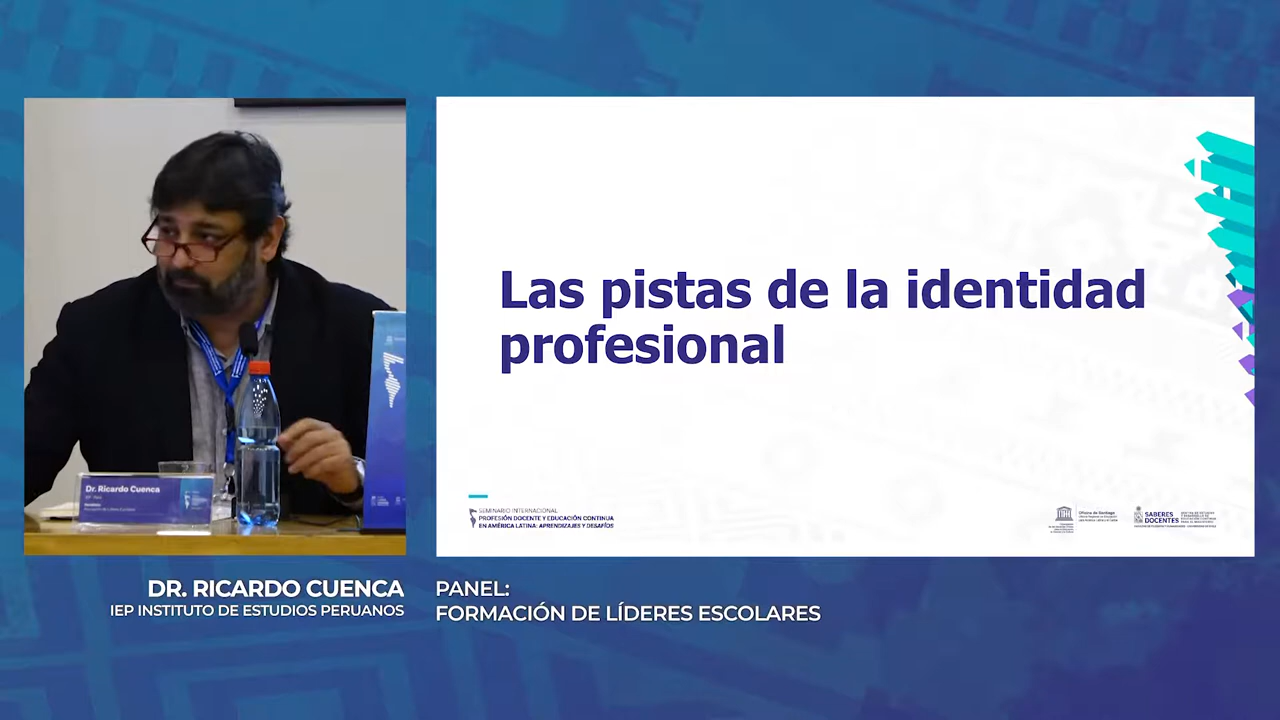 Dr. Ricardo Cuenca
Las pistas de la identidad
profesional
SEMINARIO INTERNACIONAL
PROFESIÓN DOCENTE Y EDUCACIÓN CONTINUA
EN AMÉRICA LATINA: APRENDIZAJES Y DESAFÍOS
Oficina de Santiago
SABERES
DOCENTES
DR. RICARDO CUENCA
IEP INSTITUTO DE ESTUDIOS PERUANOS
PANEL:
FORMACIÓN DE LÍDERES ESCOLARES